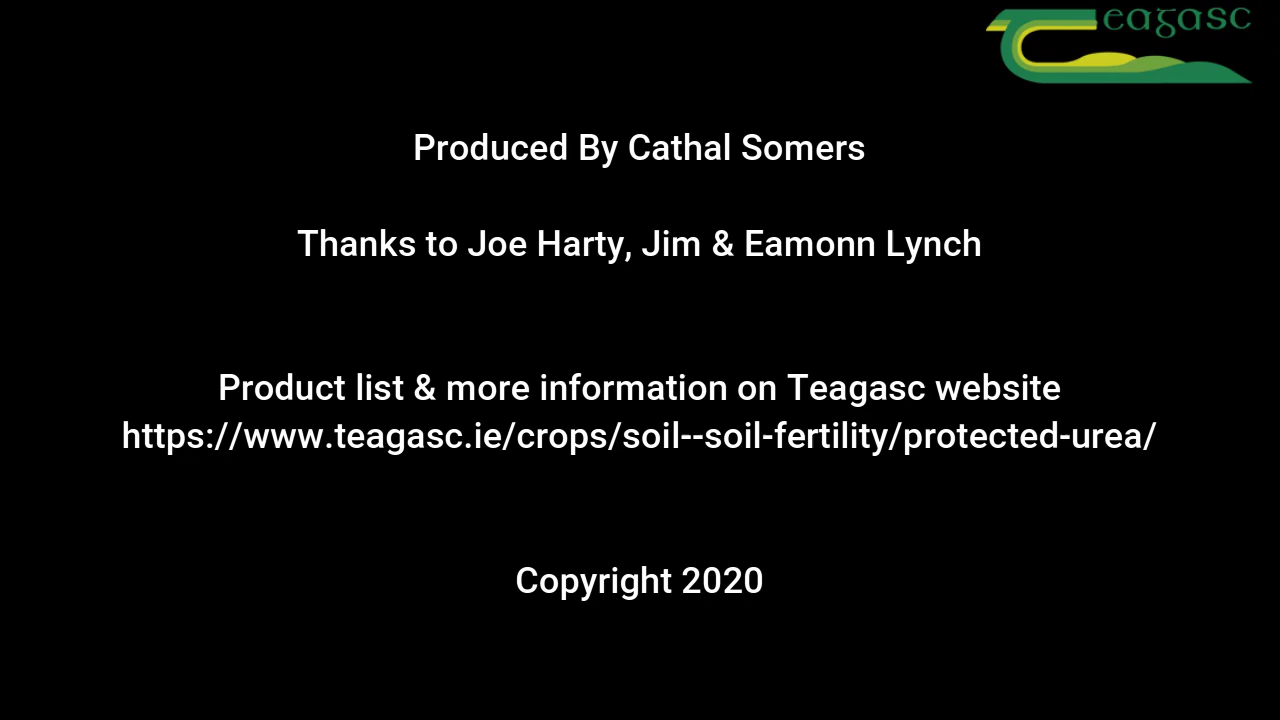 Teagasc
Produced By Cathal Somers
Thanks to Joe Harty, Jim & Eamonn Lynch
Product list & more information on Teagasc website
https://www.teagasc.ie/crops/soil--soil-fertility/protected-urea/
Copyright 2020